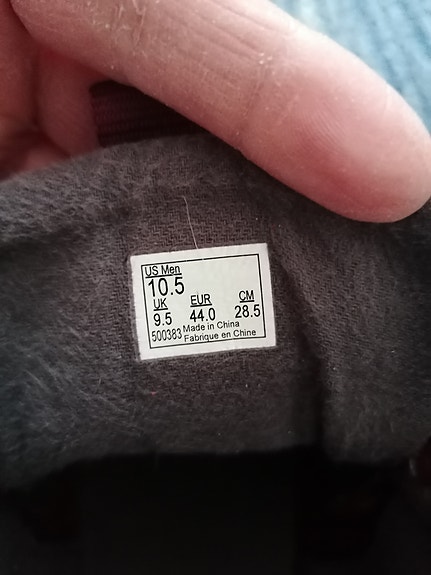 US Men
10.5
UK EUR CM
9.5 44.0 28.5
500383 Made in China
Fabrique en Chine